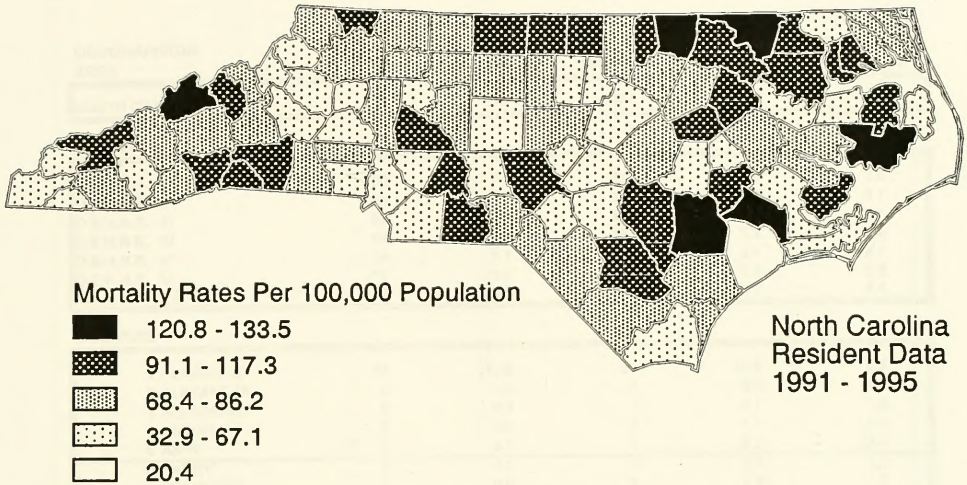 Mortality Rates Per 100,000 Population
120.8 - 133.5
91.1 - 117.3
68.4 - 86.2
32.9 - 67.1
20.4
North Carolina
Resident Data
1991 - 1995